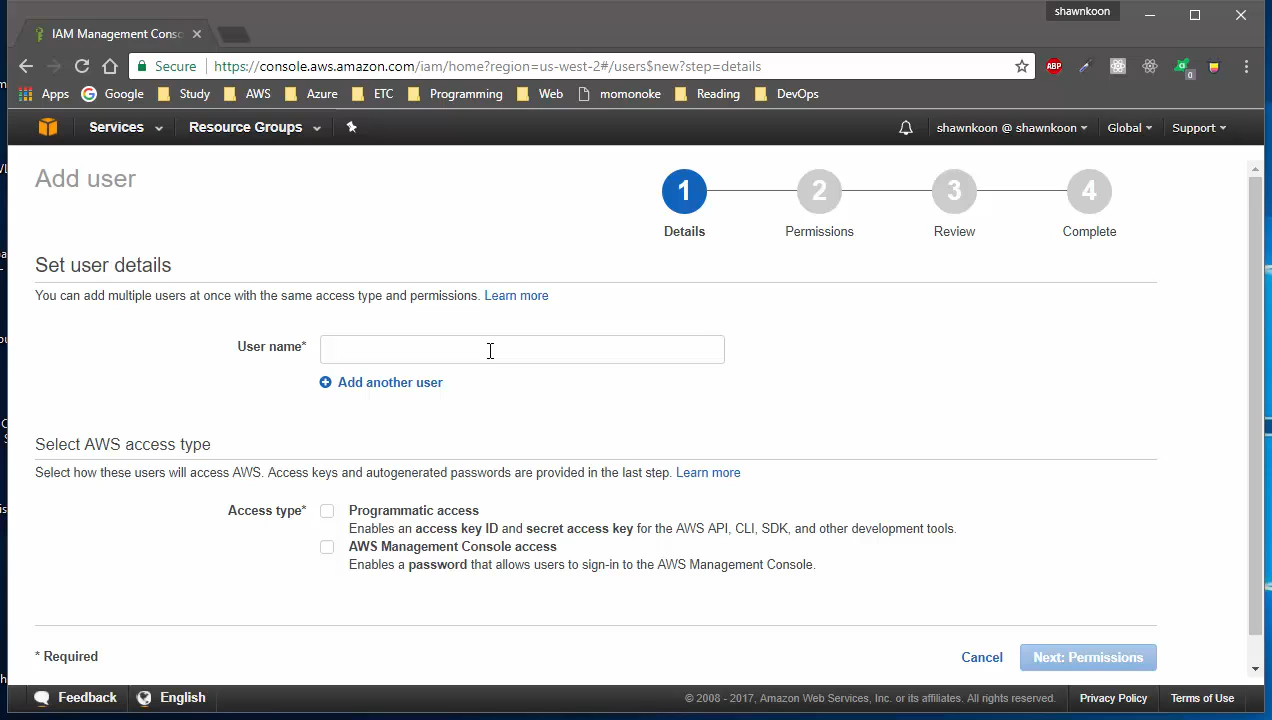 shawnkoon
IAM Management Conso
Secure https://console.aws.amazon.com/iam/home?region=us-west-2#/users$new?step=details
ABP
0
Apps Google Study AWS Azure ETC Programming Web momonoke Reading DevOps
Services Resource Groups shawnkoon @ shawnkoon Global Support
Add user
1 2 3 4
Details Permissions Review Complete
Set user details
You can add multiple users at once with the same access type and permissions. Learn more
User name*
Add another user
Select AWS access type
Select how these users will access AWS. Access keys and autogenerated passwords are provided in the last step. Learn more
Access type* Programmatic access
Enables an access key ID and secret access key for the AWS API, CLI, SDK, and other development tools.
AWS Management Console access
Enables a password that allows users to sign-in to the AWS Management Console.
* Required Cancel Next: Permissions
Feedback English © 2008 - 2017, Amazon Web Services, Inc. or its affiliates. All rights reserved. Privacy Policy Terms of Use